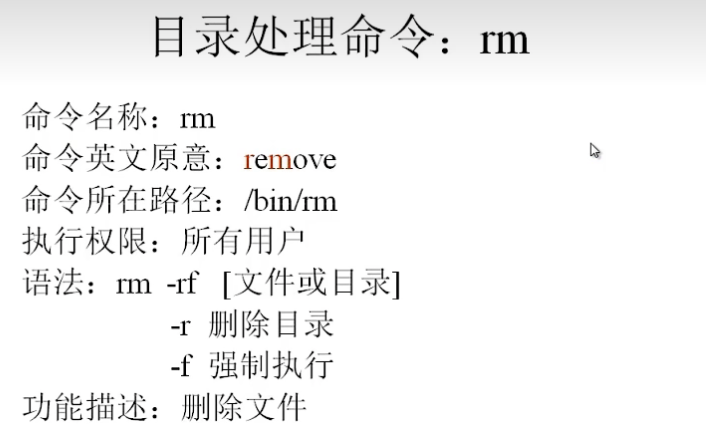 目录处理命令：rm
命令名称：rm
命令英文原意：remove
命令所在路径：/bin/rm
执行权限：所有用户
语法：rm -rf [文件或目录]
-r 删除目录
-f 强制执行
功能描述：删除文件